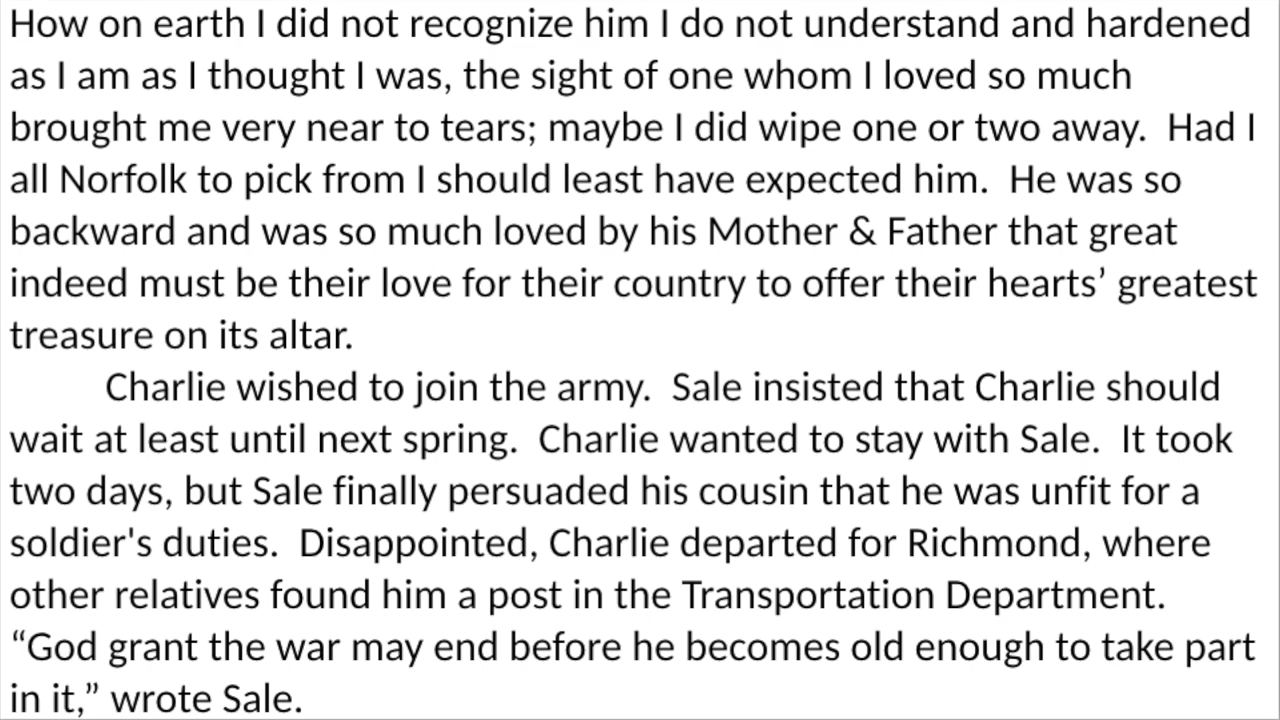 How on earth I did not recognize him I do not understand and hardened
as I am as I thought I was, the sight of one whom I loved so much
brought me very near to tears; maybe I did wipe one or two away.  Had I
all Norfolk to pick from I should least have expected him.  He was so
backward and was so much loved by his Mother & Father that great
indeed must be their love for their country to offer their hearts’ greatest
treasure on its altar.
Charlie wished to join the army.  Sale insisted that Charlie should
wait at least until next spring.  Charlie wanted to stay with Sale.  It took
two days, but Sale finally persuaded his cousin that he was unfit for a
soldier's duties.  Disappointed, Charlie departed for Richmond, where
other relatives found him a post in the Transportation Department.
“God grant the war may end before he becomes old enough to take part
in it,” wrote Sale.